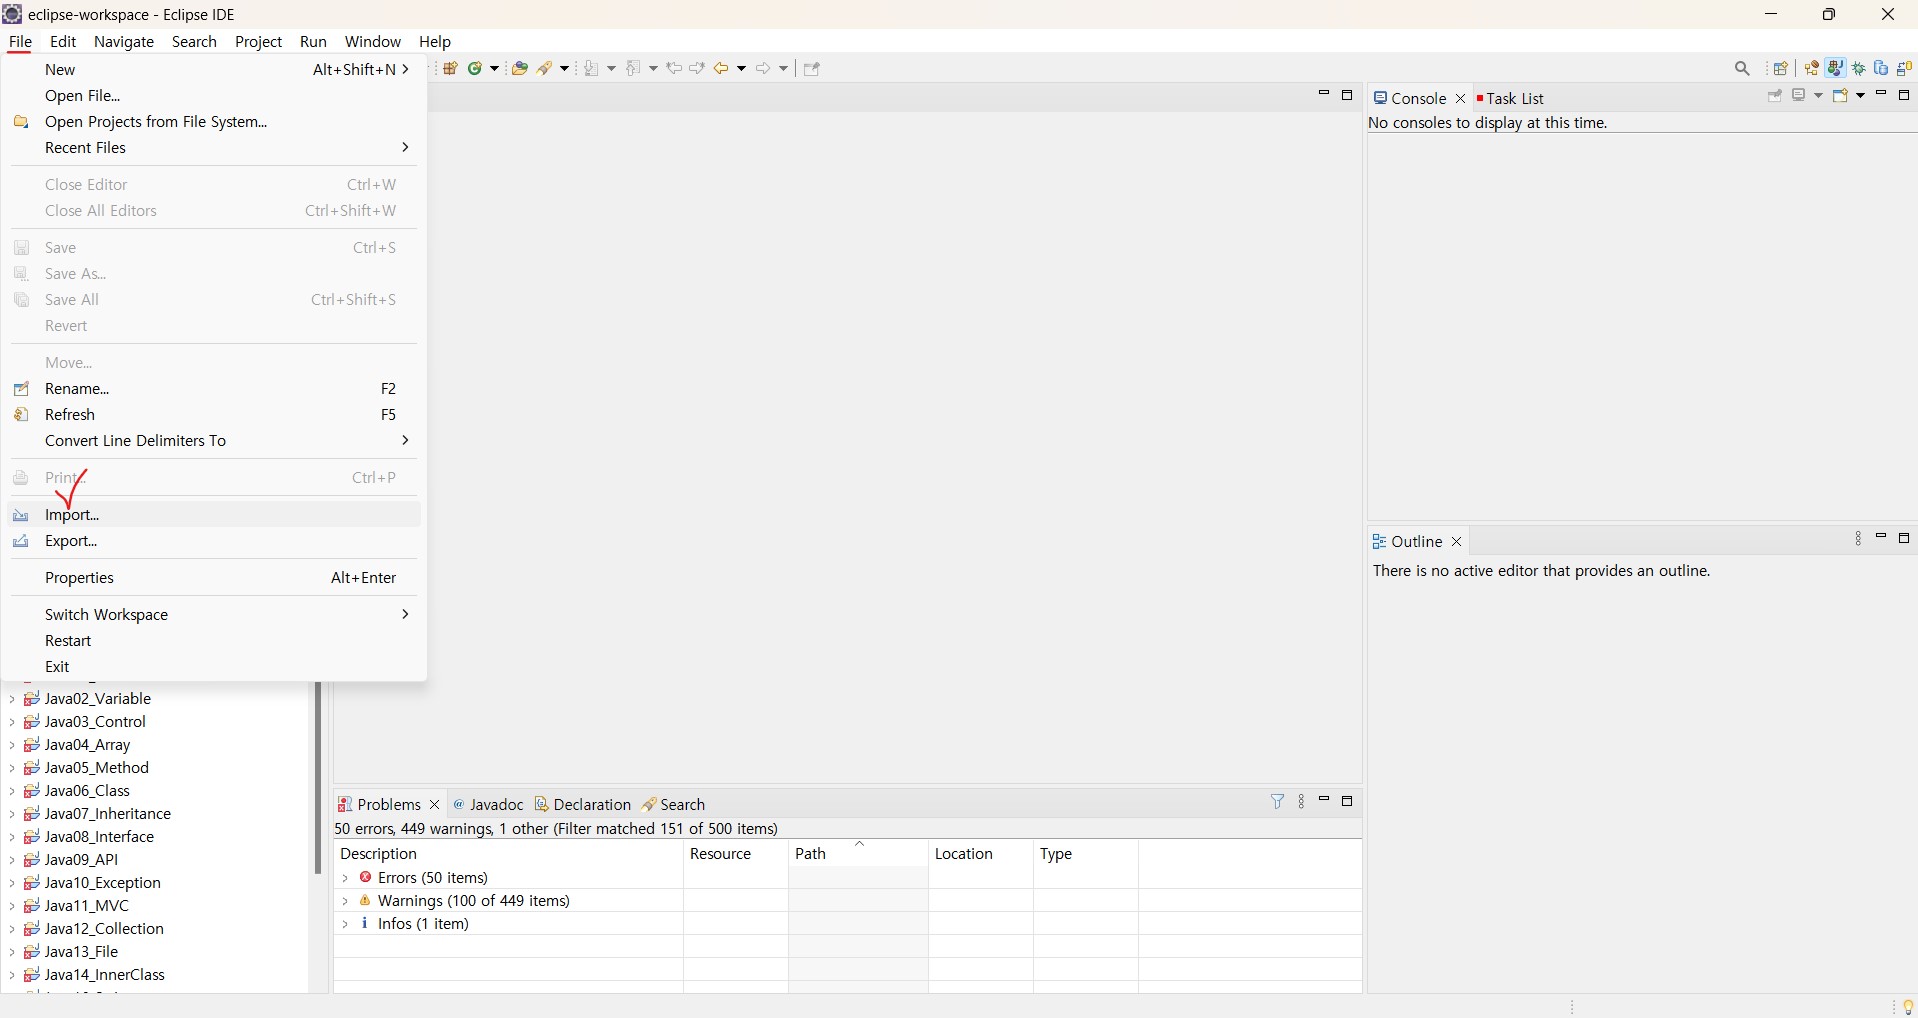 eclipse-workspace - Eclipse IDE
File Edit Navigate Search Project Run Window Help
New Alt+Shift+N
Open File...
Open Projects from File System...
Recent Files
Close Editor Ctrl+W
Close All Editors Ctrl+Shift+W
Save Ctrl+S
Save As...
Save All Ctrl+Shift+S
Revert
Move...
Rename... F2
Refresh F5
Convert Line Delimiters To
Print... Ctrl+P
Import...
Export...
Properties Alt+Enter
Switch Workspace
Restart
Exit
Java02_Variable
Java03_Control
Java04_Array
Java05_Method
Java06_Class
Java07_Inheritance
Java08_Interface
Java09_API
Java10_Exception
Java11_MVC
Java12_Collection
Java13_File
Java14_InnerClass
Problems Javadoc Declaration Search
50 errors, 449 warnings, 1 other (Filter matched 151 of 500 items)
Description Resource Path Location Type
Errors (50 items)
Warnings (100 of 449 items)
Infos (1 item)
Console Task List
No consoles to display at this time.
Outline
There is no active editor that provides an outline.